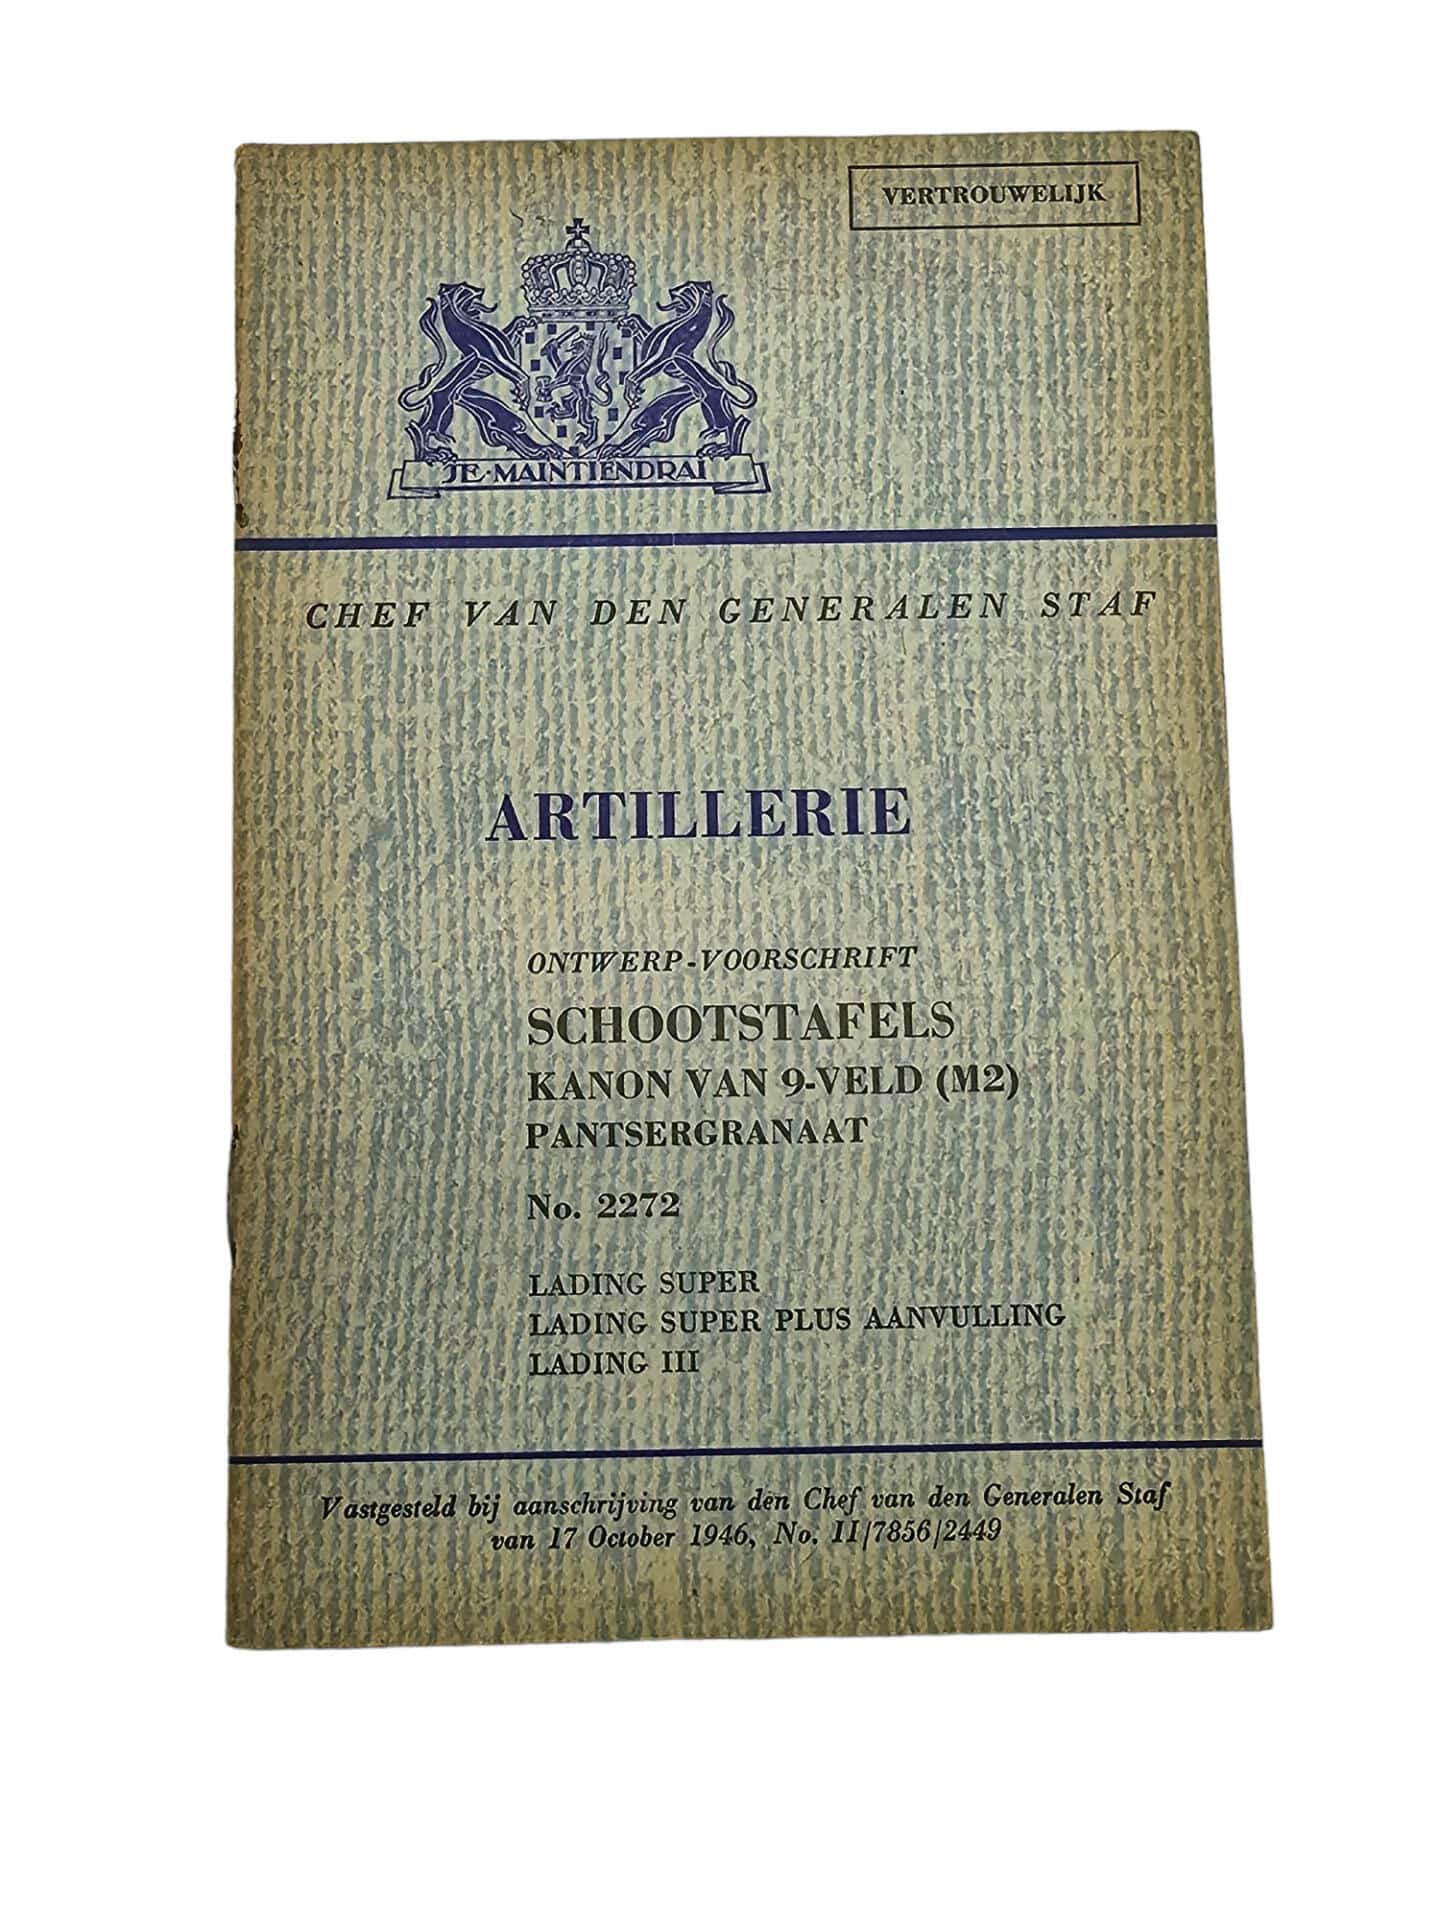 VERTROUWELIJK
JE·MAINTIENDRAI
CHEF VAN DEN GENERALEN STAF
ARTILLERIE
ONTWERP-VOORSCHRIFT
SCHOOTSTAFELS
KANON VAN 9-VELD (M2)
PANTSERGRANAAT
No. 2272
LADING SUPER
LADING SUPER PLUS AANVULLING
LADING III
Vastgesteld bij aanschrijving van den Chef van den Generalen Staf
van 17 October 1946, No. II/7856/2449